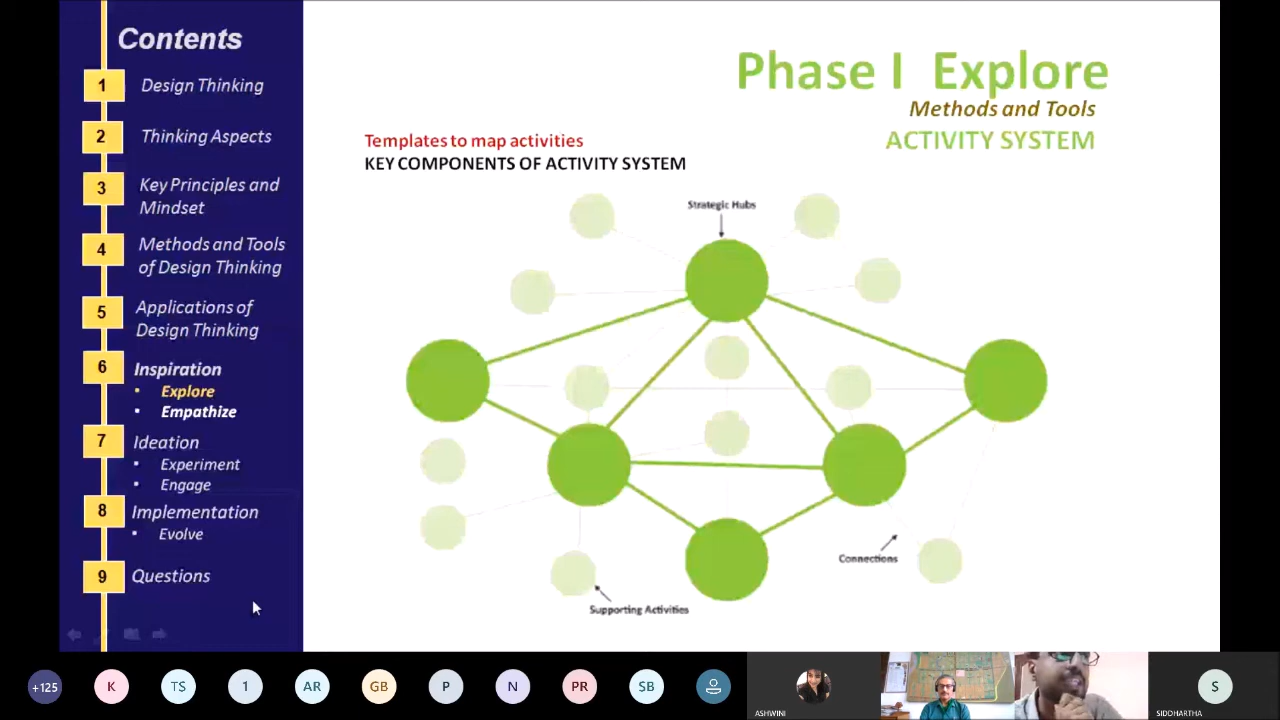 Contents
1
Design Thinking
2
Thinking Aspects
3
Key Principles and
Mindset
4
Methods and Tools
of Design Thinking
5
Applications of
Design Thinking
6
Inspiration
• Explore
• Empathize
7
Ideation
• Experiment
• Engage
8
Implementation
• Evolve
9
Questions
Phase I Explore
Methods and Tools
ACTIVITY SYSTEM
Templates to map activities
KEY COMPONENTS OF ACTIVITY SYSTEM
Strategic Hubs
Connections
Supporting Activities
+125
K
TS
1
AR
GB
P
N
PR
SB
ASHWINI
S
SIDDHARTHA